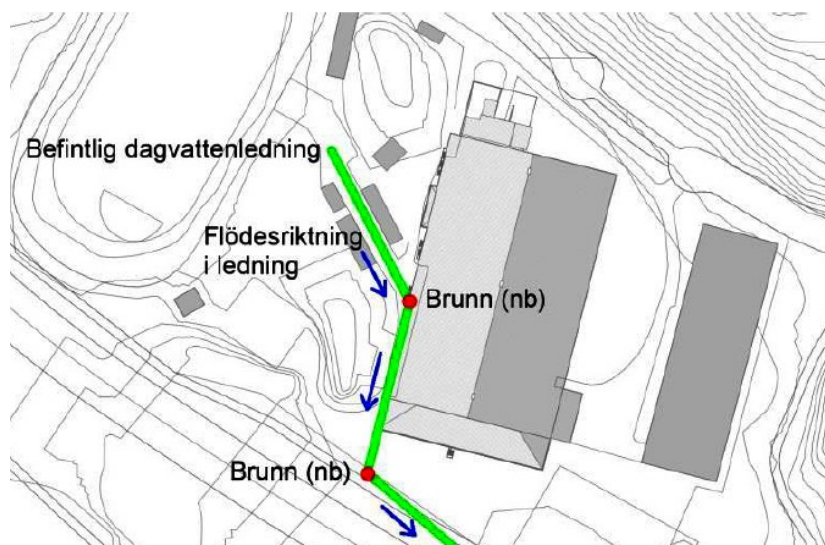 Befintlig dagvattenledning
Flödesriktning
i ledning
Brunn (nb)
Brunn (nb)